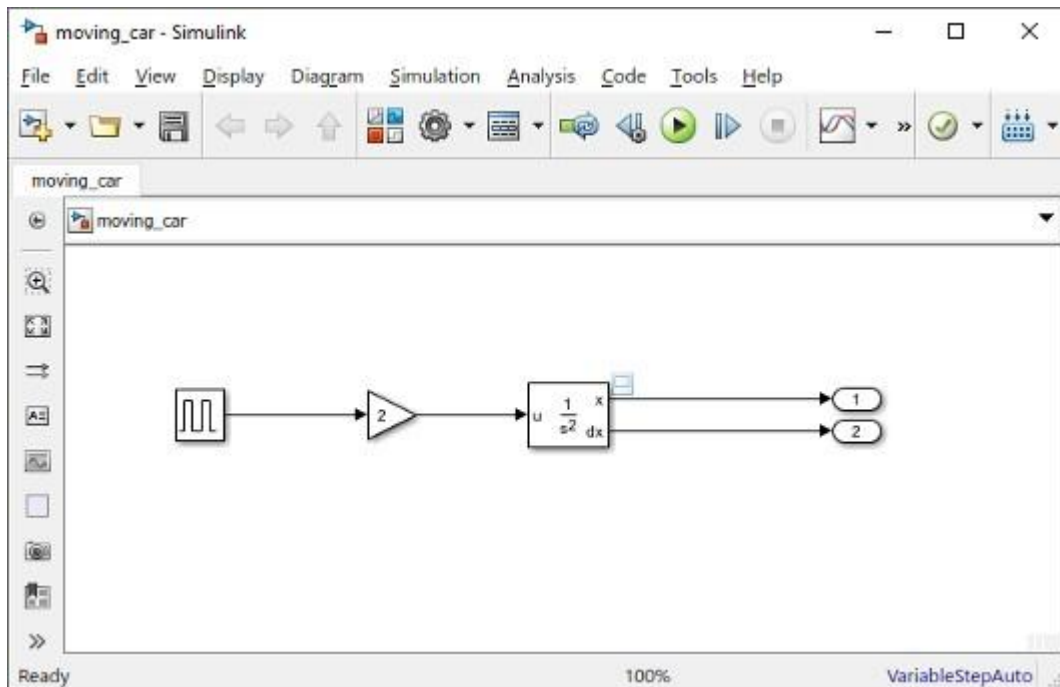 moving_car - Simulink
File Edit View Display Diagram Simulation Analysis Code Tools Help
moving_car
moving_car
2
u 1 x
s2 dx
1
2
Ready 100% VariableStepAuto